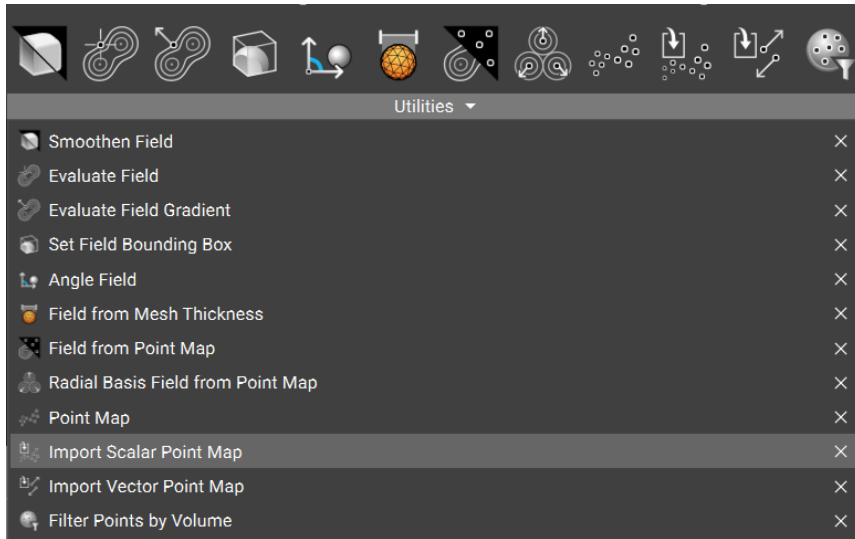 Utilities
Smoothen Field
Evaluate Field
Evaluate Field Gradient
Set Field Bounding Box
Angle Field
Field from Mesh Thickness
Field from Point Map
Radial Basis Field from Point Map
Point Map
Import Scalar Point Map
Import Vector Point Map
Filter Points by Volume